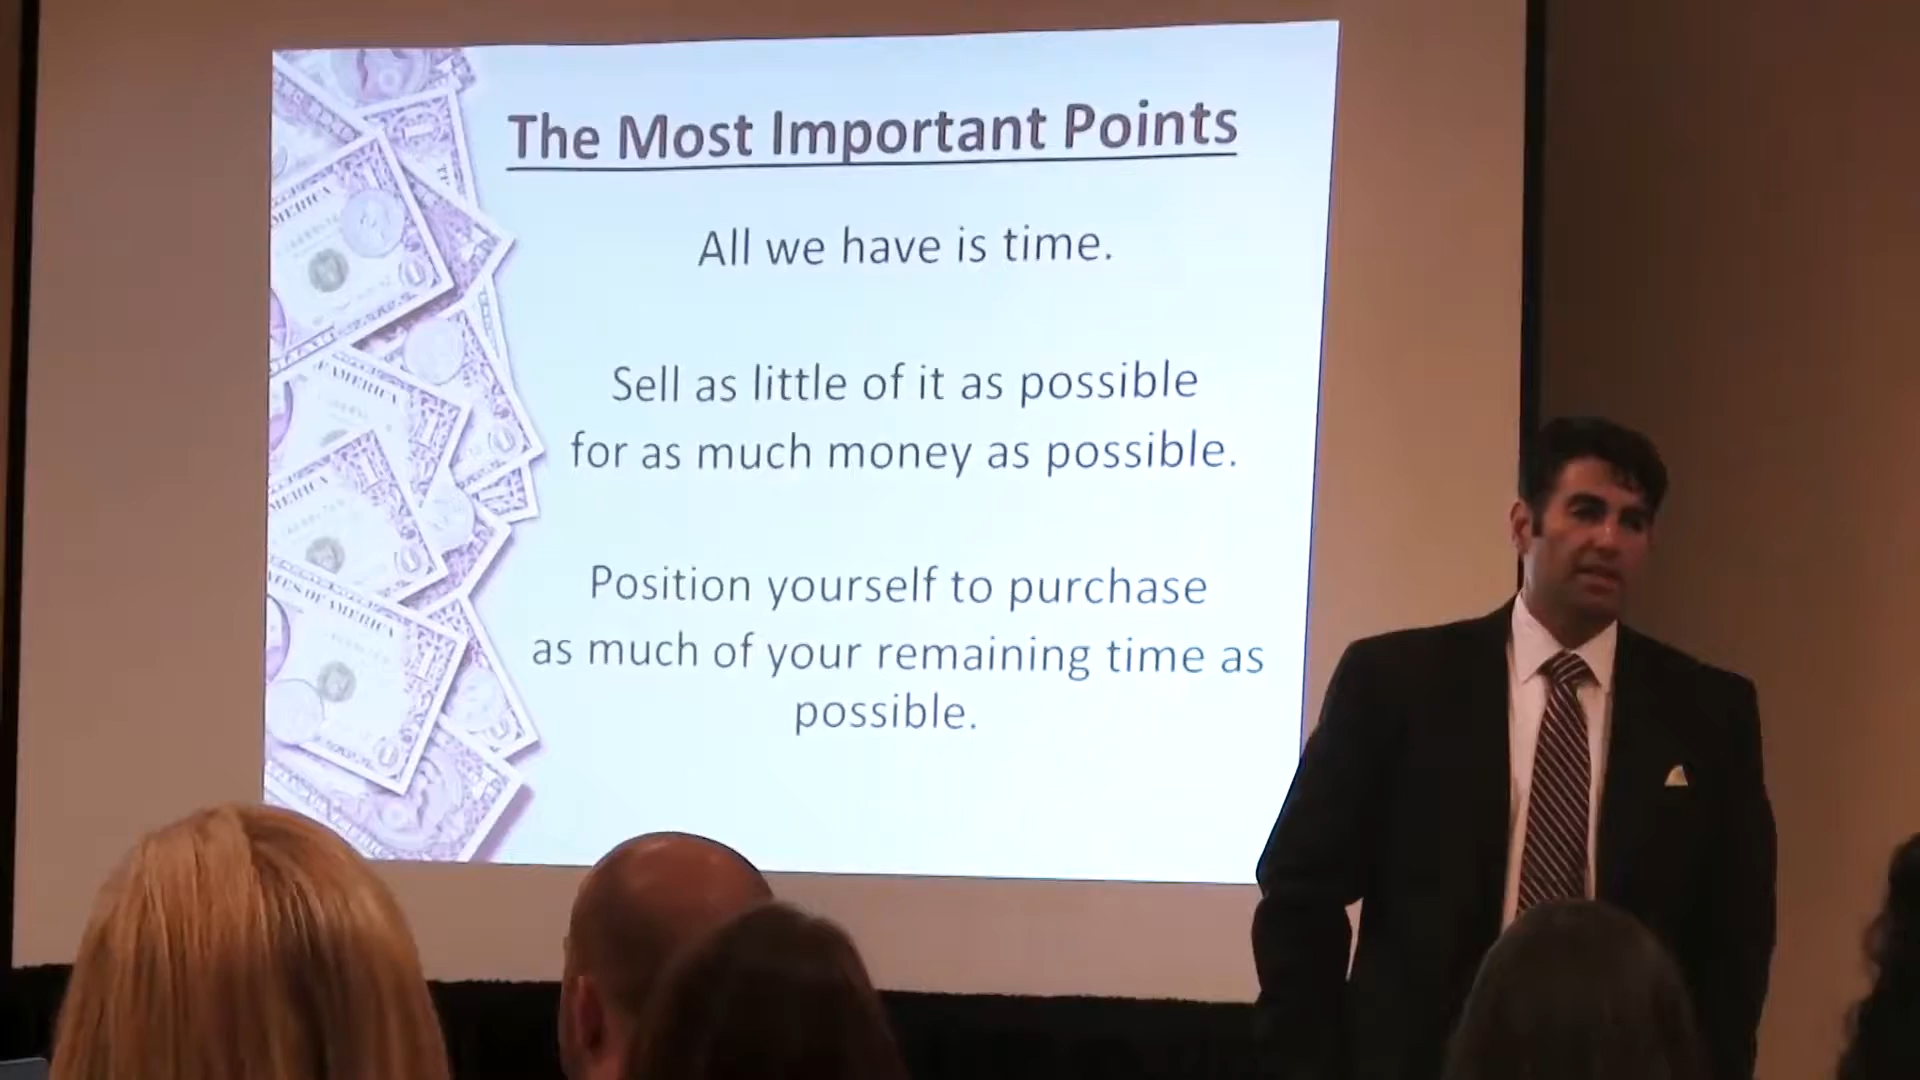 The Most Important Points
All we have is time.
Sell as little of it as possible
for as much money as possible.
Position yourself to purchase
as much of your remaining time as
possible.